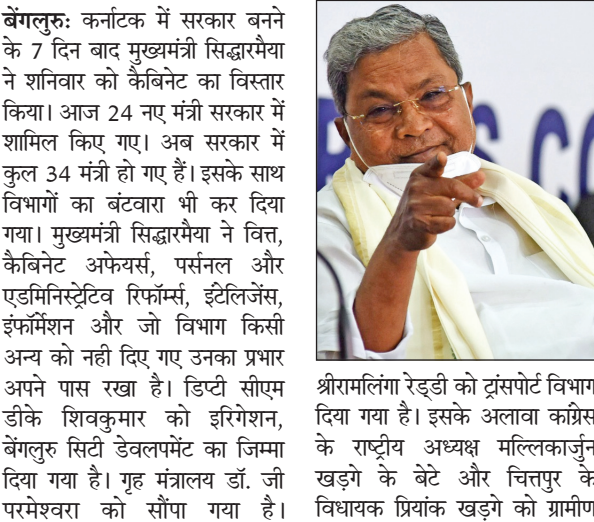 बेंगलुरुः कर्नाटक में सरकार बनने
के 7 दिन बाद मुख्यमंत्री सिद्धारमैया
ने शनिवार को कैबिनेट का विस्तार
किया। आज 24 नए मंत्री सरकार में
शामिल किए गए। अब सरकार में
कुल 34 मंत्री हो गए हैं। इसके साथ
विभागों का बंटवारा भी कर दिया
गया। मुख्यमंत्री सिद्धारमैया ने वित्त,
कैबिनेट अफेयर्स, पर्सनल और
एडमिनिस्ट्रेटिव रिफॉर्म्स, इंटेलिजेंस,
इंफॉर्मेशन और जो विभाग किसी
अन्य को नही दिए गए उनका प्रभार
अपने पास रखा है। डिप्टी सीएम
डीके शिवकुमार को इरिगेशन,
बेंगलुरु सिटी डेवलपमेंट का जिम्मा
दिया गया है। गृह मंत्रालय डॉ. जी
परमेश्वरा को सौंपा गया है।
श्रीरामलिंगा रेड्डी को ट्रांसपोर्ट विभाग
दिया गया है। इसके अलावा कांग्रेस
के राष्ट्रीय अध्यक्ष मल्लिकार्जुन
खड़गे के बेटे और चित्तपुर के
विधायक प्रियांक खड़गे को ग्रामीण